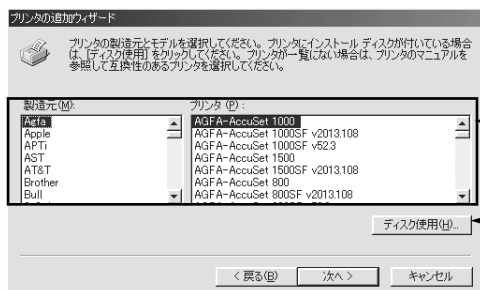 プリンタの追加ウィザード
プリンタの製造元とモデルを選択してください。プリンタにインストール ディスクが付いている場合
は、[ディスク使用] をクリックしてください。プリンタが一覧にない場合は、プリンタのマニュアルを
参照して互換性のあるプリンタを選択してください。
製造元(M):
プリンタ (P) :
Agfa
AGFA-AccuSet 1000
Apple
AGFA-AccuSet 1000SF v2013.108
APTi
AGFA-AccuSet 1000SF v52.3
AST
AGFA-AccuSet 1500
AT&T
AGFA-AccuSet 1500SF v2013.108
Brother
AGFA-AccuSet 800
Bull
AGFA-AccuSet 800SF v2013.108
ディスク使用(H)...
< 戻る(B)
次へ >
キャンセル